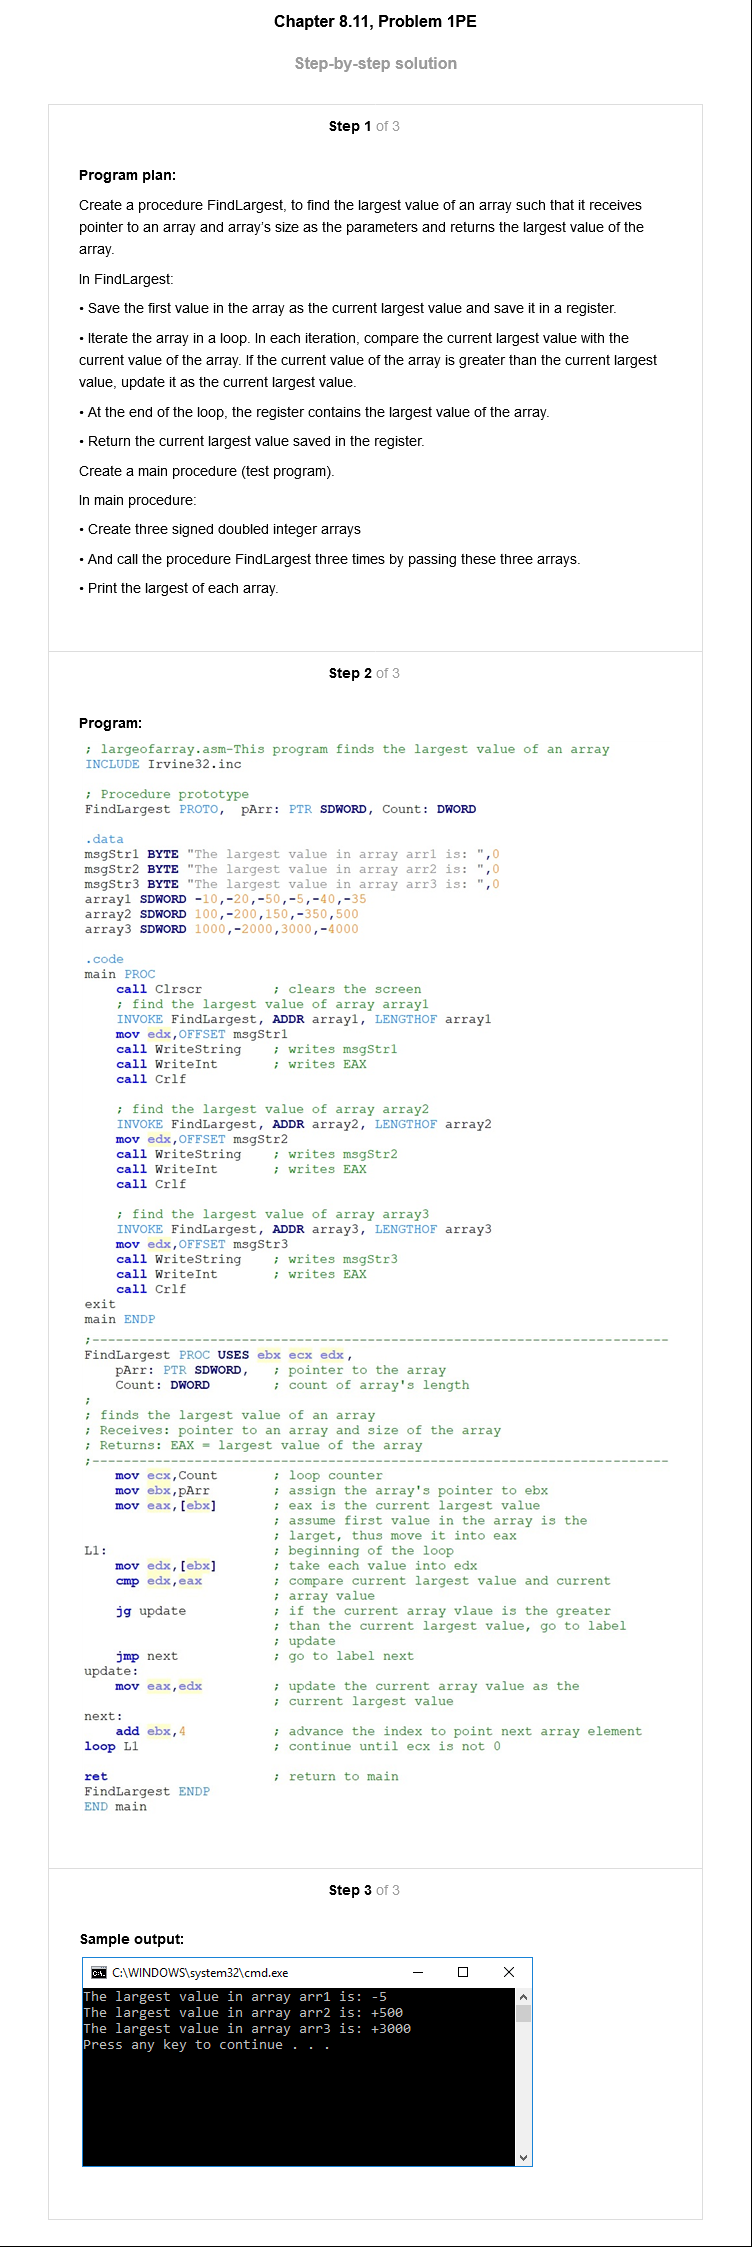 Chapter 8.11, Problem 1PE
Step-by-step solution
Step 1 of 3
Program plan:
Create a procedure FindLargest, to find the largest value of an array such that it receives
pointer to an array and array's size as the parameters and returns the largest value of the
array.
In FindLargest:
• Save the first value in the array as the current largest value and save it in a register.
• Iterate the array in a loop. In each iteration, compare the current largest value with the
current value of the array. If the current value of the array is greater than the current largest
value, update it as the current largest value.
• At the end of the loop, the register contains the largest value of the array.
• Return the current largest value saved in the register.
Create a main procedure (test program).
In main procedure:
• Create three signed doubled integer arrays
• And call the procedure FindLargest three times by passing these three arrays.
• Print the largest of each array.
Step 2 of 3
Program:
; largeofarray.asm-This program finds the largest value of an array
INCLUDE Irvine32.inc
; Procedure prototype
FindLargest PROTO,  pArr: PTR SDWORD, Count: DWORD
.data
msgStr1 BYTE "The largest value in array arr1 is: ",0
msgStr2 BYTE "The largest value in array arr2 is: ",0
msgStr3 BYTE "The largest value in array arr3 is: ",0
array1 SDWORD -10,-20,-50,-5,-40,-35
array2 SDWORD 100,-200,150,-350,500
array3 SDWORD 1000,-2000,3000,-4000
.code
main PROC
call Clrscr ; clears the screen
; find the largest value of array array1
INVOKE FindLargest, ADDR array1, LENGTHOF array1
mov edx,OFFSET msgStr1
call WriteString ; writes msgStr1
call WriteInt ; writes EAX
call Crlf
; find the largest value of array array2
INVOKE FindLargest, ADDR array2, LENGTHOF array2
mov edx,OFFSET msgStr2
call WriteString ; writes msgStr2
call WriteInt ; writes EAX
call Crlf
; find the largest value of array array3
INVOKE FindLargest, ADDR array3, LENGTHOF array3
mov edx,OFFSET msgStr3
call WriteString ; writes msgStr3
call WriteInt ; writes EAX
call Crlf
exit
main ENDP
;--------------------------------------------------------------------------
FindLargest PROC USES ebx ecx edx,
pArr: PTR SDWORD, ; pointer to the array
Count: DWORD ; count of array's length
;
; finds the largest value of an array
; Receives: pointer to an array and size of the array
; Returns: EAX = largest value of the array
;--------------------------------------------------------------------------
mov ecx,Count ; loop counter
mov ebx,pArr ; assign the array's pointer to ebx
mov eax,[ebx] ; eax is the current largest value
; assume first value in the array is the
; larget, thus move it into eax
L1: ; beginning of the loop
mov edx,[ebx] ; take each value into edx
cmp edx,eax ; compare current largest value and current
; array value
jg update ; if the current array vlaue is the greater
; than the current largest value, go to label
; update
jmp next ; go to label next
update:
mov eax,edx ; update the current array value as the
; current largest value
next:
add ebx,4 ; advance the index to point next array element
loop L1 ; continue until ecx is not 0
ret ; return to main
FindLargest ENDP
END main
Step 3 of 3
Sample output:
C:\WINDOWS\system32\cmd.exe
The largest value in array arr1 is: -5
The largest value in array arr2 is: +500
The largest value in array arr3 is: +3000
Press any key to continue . . .